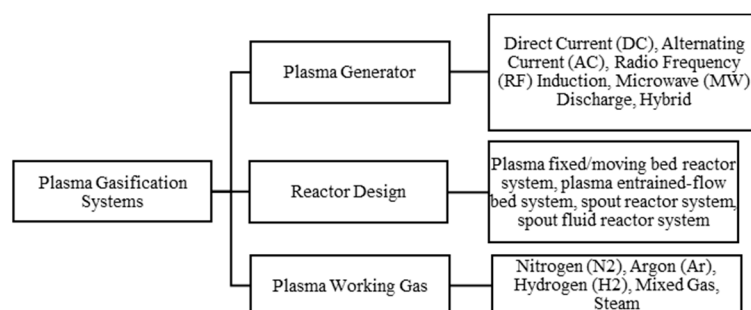 Plasma Gasification
Systems
Plasma Generator
Direct Current (DC), Alternating
Current (AC), Radio Frequency
(RF) Induction, Microwave (MW)
Discharge, Hybrid
Reactor Design
Plasma fixed/moving bed reactor
system, plasma entrained-flow
bed system, spout reactor system,
spout fluid reactor system
Plasma Working Gas
Nitrogen (N2), Argon (Ar),
Hydrogen (H2), Mixed Gas,
Steam